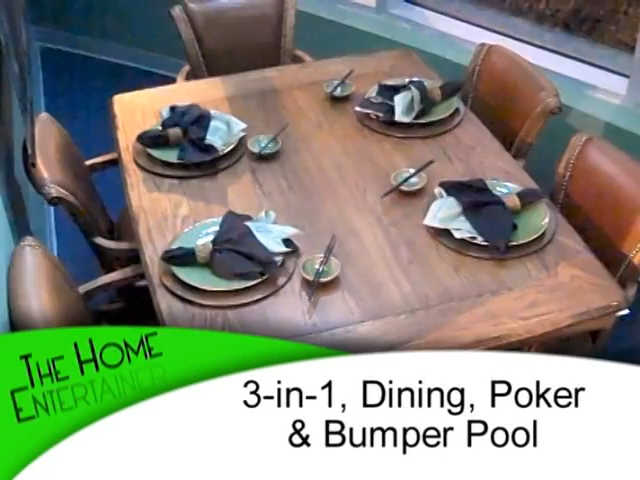 The Home
Entertainer
3-in-1, Dining, Poker
& Bumper Pool